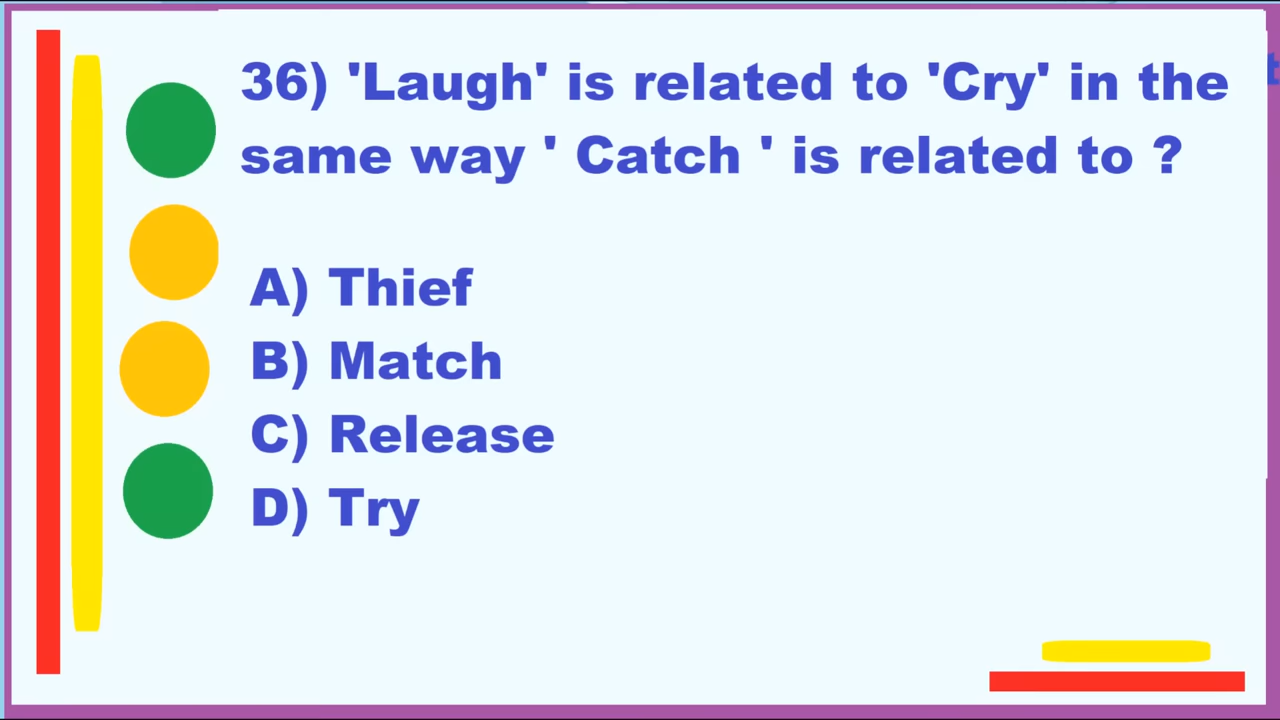 36) 'Laugh' is related to 'Cry' in the
same way ' Catch ' is related to ?
A) Thief
B) Match
C) Release
D) Try